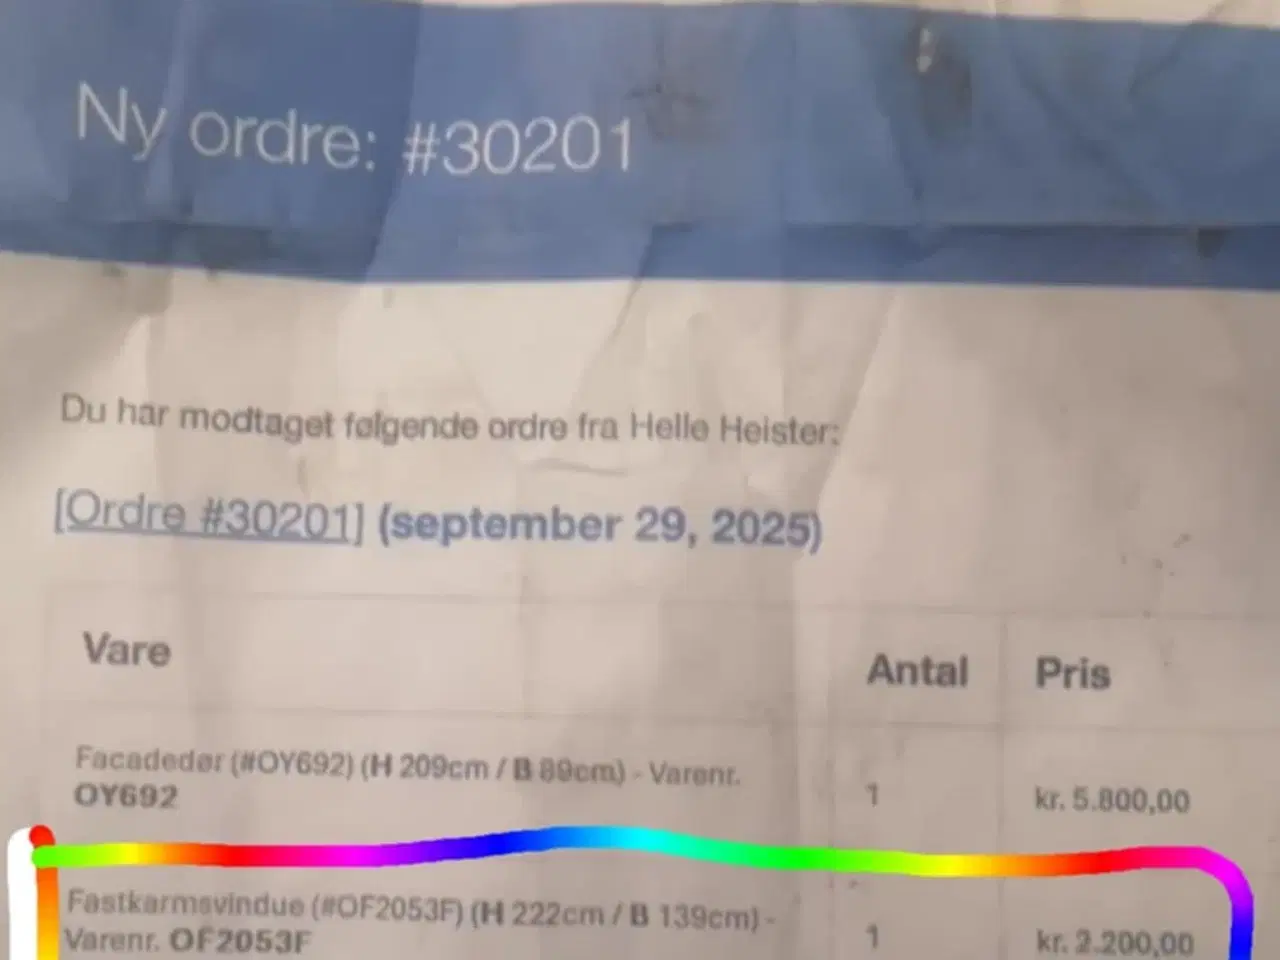 Ny ordre: #30201
Du har modtaget følgende ordre fra Helle Heister:
[Ordre #30201] (september 29, 2025)
Vare Antal Pris
Facadedør (#OY692) (H 209cm / B 89cm) - Varenr.
OY692 1 kr. 5.800,00
Fastkarmsvindue (#OF2053F) (H 222cm / B 139cm) -
Varenr. OF2053F 1 kr. 2.200,00